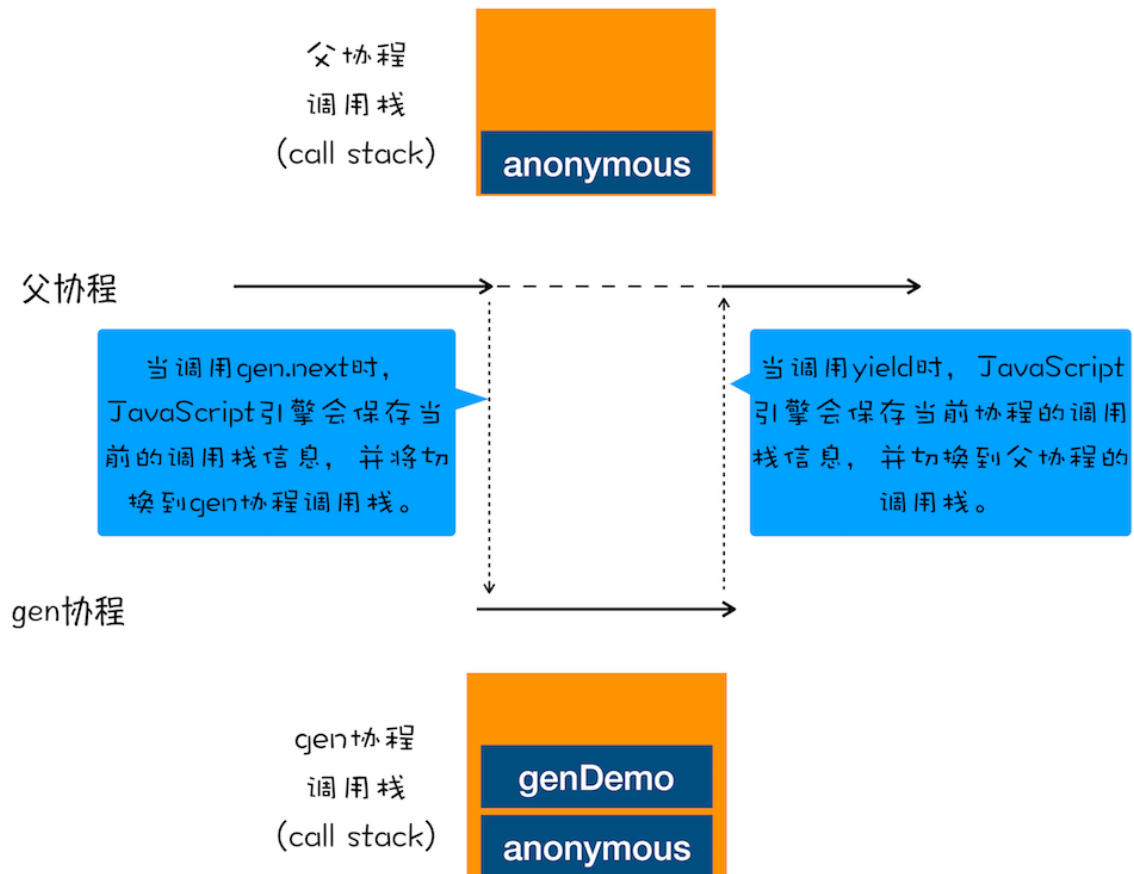 父协程
调用栈
(call stack)
anonymous
父协程
当调用gen.next时，
JavaScript引擎会保存当
前的调用栈信息，并将切
换到gen协程调用栈。
当调用yield时，JavaScript
引擎会保存当前协程的调用
栈信息，并切换到父协程的
调用栈。
gen协程
gen协程
调用栈
(call stack)
genDemo
anonymous